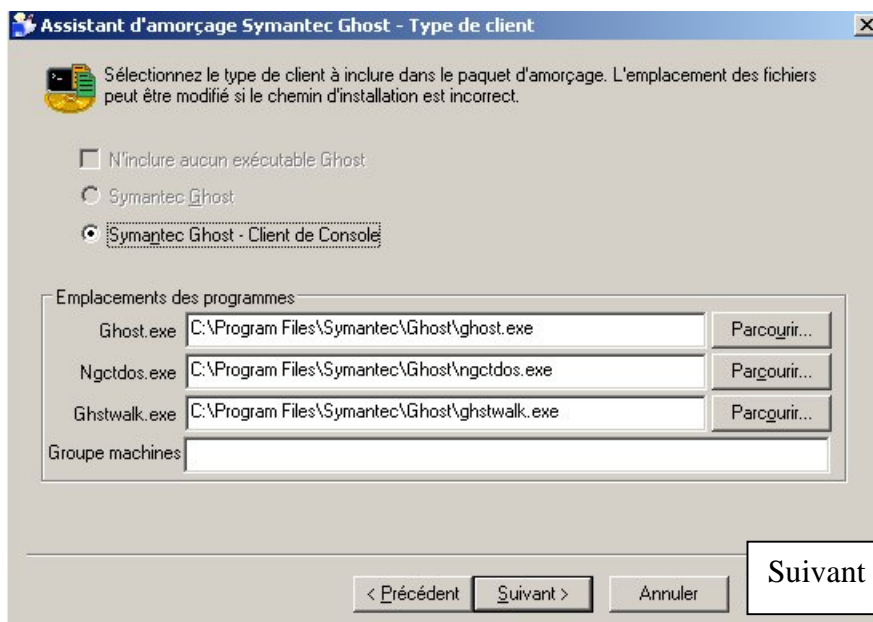 Assistant d'amorçage Symantec Ghost - Type de client
Sélectionnez le type de client à inclure dans le paquet d'amorçage. L'emplacement des fichiers
peut être modifié si le chemin d'installation est incorrect.
N'inclure aucun exécutable Ghost
Symantec Ghost
Symantec Ghost - Client de Console
Emplacements des programmes
Ghost.exe C:\Program Files\Symantec\Ghost\ghost.exe Parcourir...
Ngctdos.exe C:\Program Files\Symantec\Ghost\ngctdos.exe Parcourir...
Ghstwalk.exe C:\Program Files\Symantec\Ghost\ghstwalk.exe Parcourir...
Groupe machines
< Précédent Suivant > Annuler Suivant